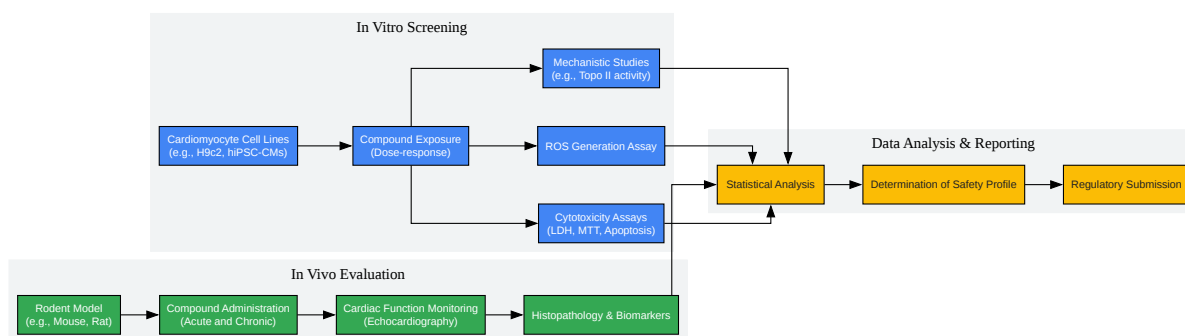 In Vitro Screening
Mechanistic Studies
(e.g., Topo II activity)
Cardiomyocyte Cell Lines
(e.g., H9c2, hiPSC-CMs)
Compound Exposure
(Dose-response)
ROS Generation Assay
Cytotoxicity Assays
(LDH, MTT, Apoptosis)
Data Analysis & Reporting
Statistical Analysis
Determination of Safety Profile
Regulatory Submission
In Vivo Evaluation
Rodent Model
(e.g., Mouse, Rat)
Compound Administration
(Acute and Chronic)
Cardiac Function Monitoring
(Echocardiography)
Histopathology & Biomarkers